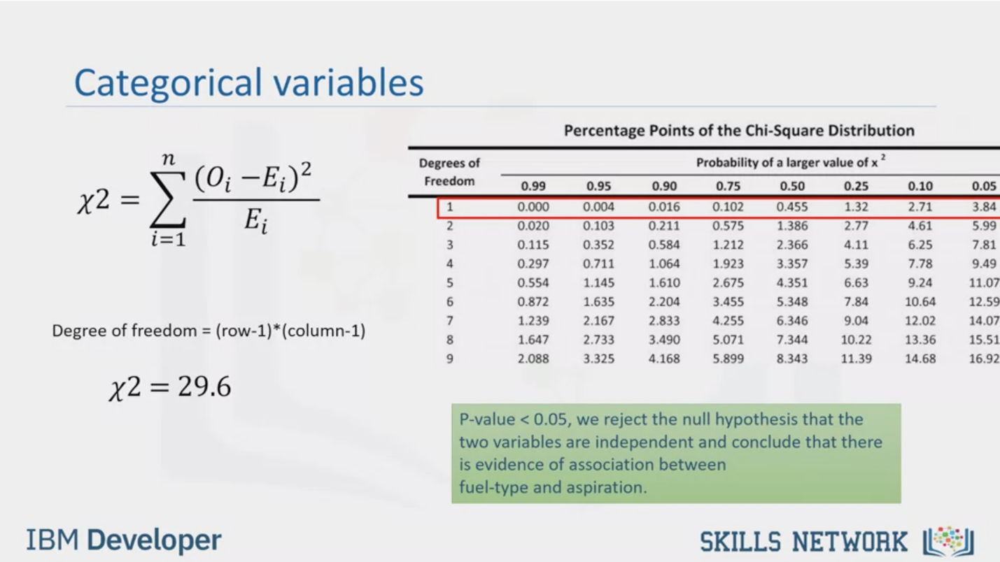 Categorical variables
χ2 = \sum_{i=1}^{n} \frac{(O_i - E_i)^2}{E_i}
Degree of freedom = (row-1)*(column-1)
χ2 = 29.6
Percentage Points of the Chi-Square Distribution
Degrees of Freedom
Probability of a larger value of x²
0.99 0.95 0.90 0.75 0.50 0.25 0.10 0.05
1 0.000 0.004 0.016 0.102 0.455 1.32 2.71 3.84
2 0.020 0.103 0.211 0.575 1.386 2.77 4.61 5.99
3 0.115 0.352 0.584 1.212 2.366 4.11 6.25 7.81
4 0.297 0.711 1.064 1.923 3.357 5.39 7.78 9.49
5 0.554 1.145 1.610 2.675 4.351 6.63 9.24 11.07
6 0.872 1.635 2.204 3.455 5.348 7.84 10.64 12.59
7 1.239 2.167 2.833 4.255 6.346 9.04 12.02 14.07
8 1.647 2.733 3.490 5.071 7.344 10.22 13.36 15.51
9 2.088 3.325 4.168 5.899 8.343 11.39 14.68 16.92
P-value < 0.05, we reject the null hypothesis that the
two variables are independent and conclude that there
is evidence of association between
fuel-type and aspiration.
IBM Developer
SKILLS NETWORK